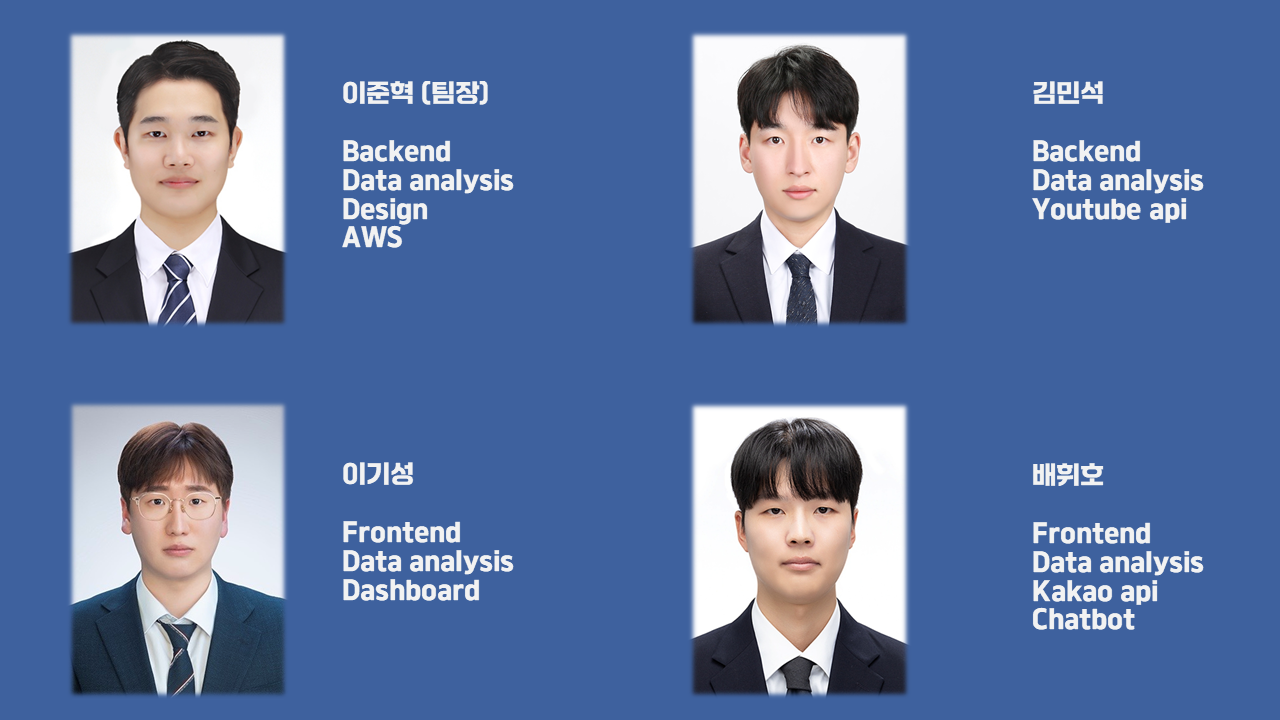 이준혁 (팀장)
Backend
Data analysis
Design
AWS
김민석
Backend
Data analysis
Youtube api
이기성
Frontend
Data analysis
Dashboard
배휘호
Frontend
Data analysis
Kakao api
Chatbot